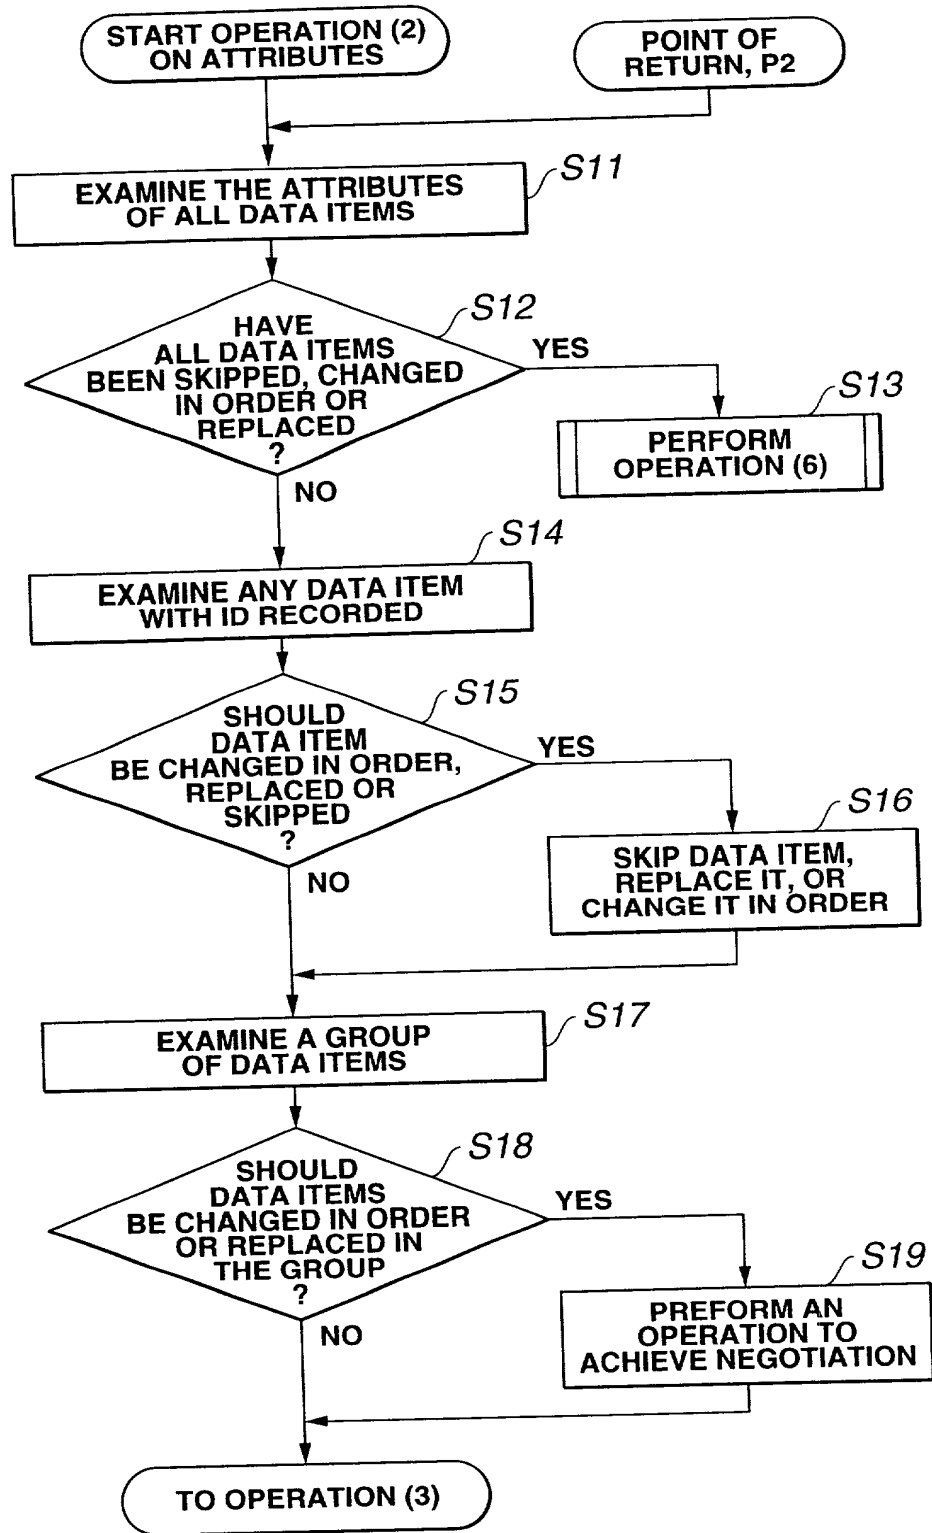 START OPERATION (2)
ON ATTRIBUTES
POINT OF
RETURN, P2
S11
EXAMINE THE ATTRIBUTES
OF ALL DATA ITEMS
S12
HAVE
ALL DATA ITEMS
BEEN SKIPPED, CHANGED
IN ORDER OR
REPLACED
?
YES
S13
PERFORM
OPERATION (6)
NO
S14
EXAMINE ANY DATA ITEM
WITH ID RECORDED
S15
SHOULD
DATA ITEM
BE CHANGED IN ORDER,
REPLACED OR
SKIPPED
?
YES
S16
SKIP DATA ITEM,
REPLACE IT, OR
CHANGE IT IN ORDER
NO
S17
EXAMINE A GROUP
OF DATA ITEMS
S18
SHOULD
DATA ITEMS
BE CHANGED IN ORDER
OR REPLACED IN
THE GROUP
?
YES
S19
PREFORM AN
OPERATION TO
ACHIEVE NEGOTIATION
NO
TO OPERATION (3)